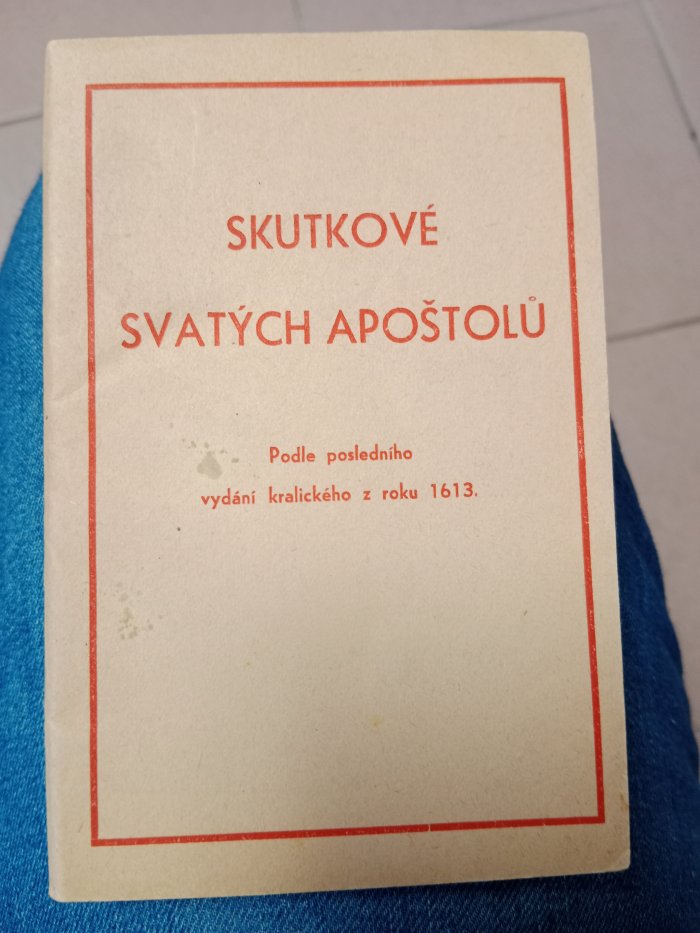 SKUTKOVÉ
SVATÝCH APOŠTOLŮ
Podle posledního
vydání kralického z roku 1613.